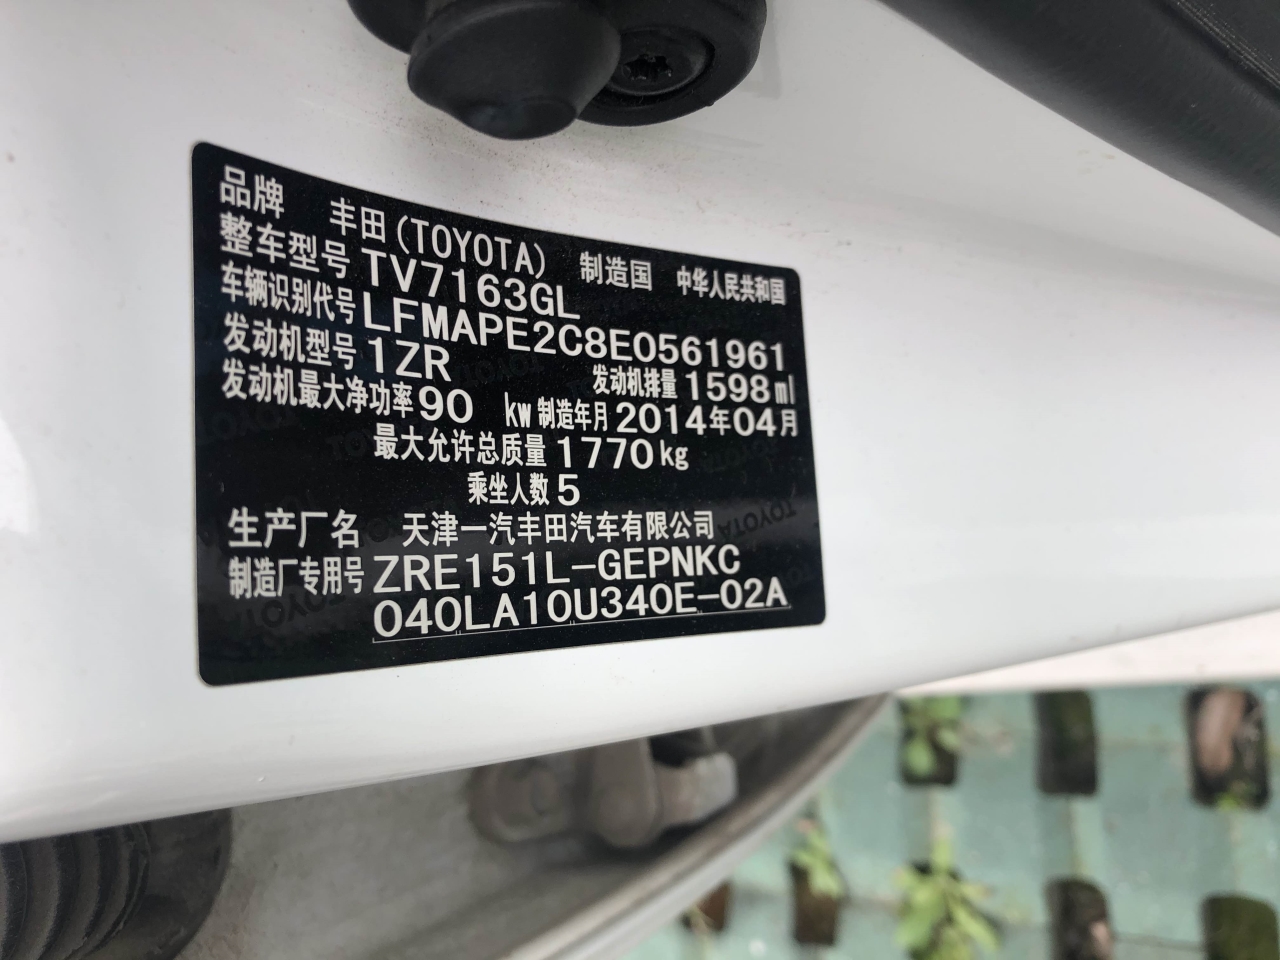 品牌 丰田(TOYOTA) 制造国 中华人民共和国
整车型号 TV7163GL
车辆识别代号 LFMAPE2C8E0561961
发动机型号 1ZR 发动机排量 1598ml
发动机最大净功率 90 kw 制造年月 2014年04月
最大允许总质量 1770kg
乘坐人数 5
生产厂名 天津一汽丰田汽车有限公司
制造厂专用号 ZRE151L-GEPNKC
040LA10U340E-02A